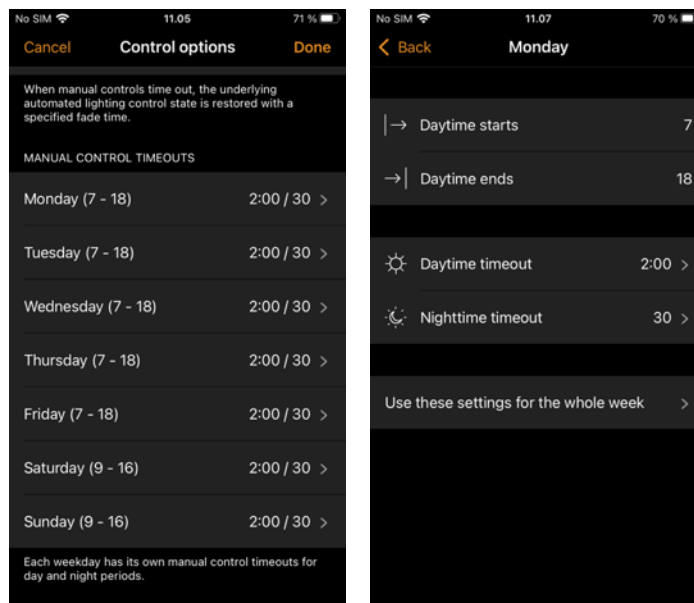 No SIM 11.05 71 %
Cancel Control options Done
When manual controls time out, the underlying
automated lighting control state is restored with a
specified fade time.
MANUAL CONTROL TIMEOUTS
Monday (7 - 18) 2:00 / 30 >
Tuesday (7 - 18) 2:00 / 30 >
Wednesday (7 - 18) 2:00 / 30 >
Thursday (7 - 18) 2:00 / 30 >
Friday (7 - 18) 2:00 / 30 >
Saturday (9 - 16) 2:00 / 30 >
Sunday (9 - 16) 2:00 / 30 >
Each weekday has its own manual control timeouts for
day and night periods.
No SIM 11.07 70 %
Back Monday
Daytime starts 7
Daytime ends 18
Daytime timeout 2:00 >
Nighttime timeout 30 >
Use these settings for the whole week >